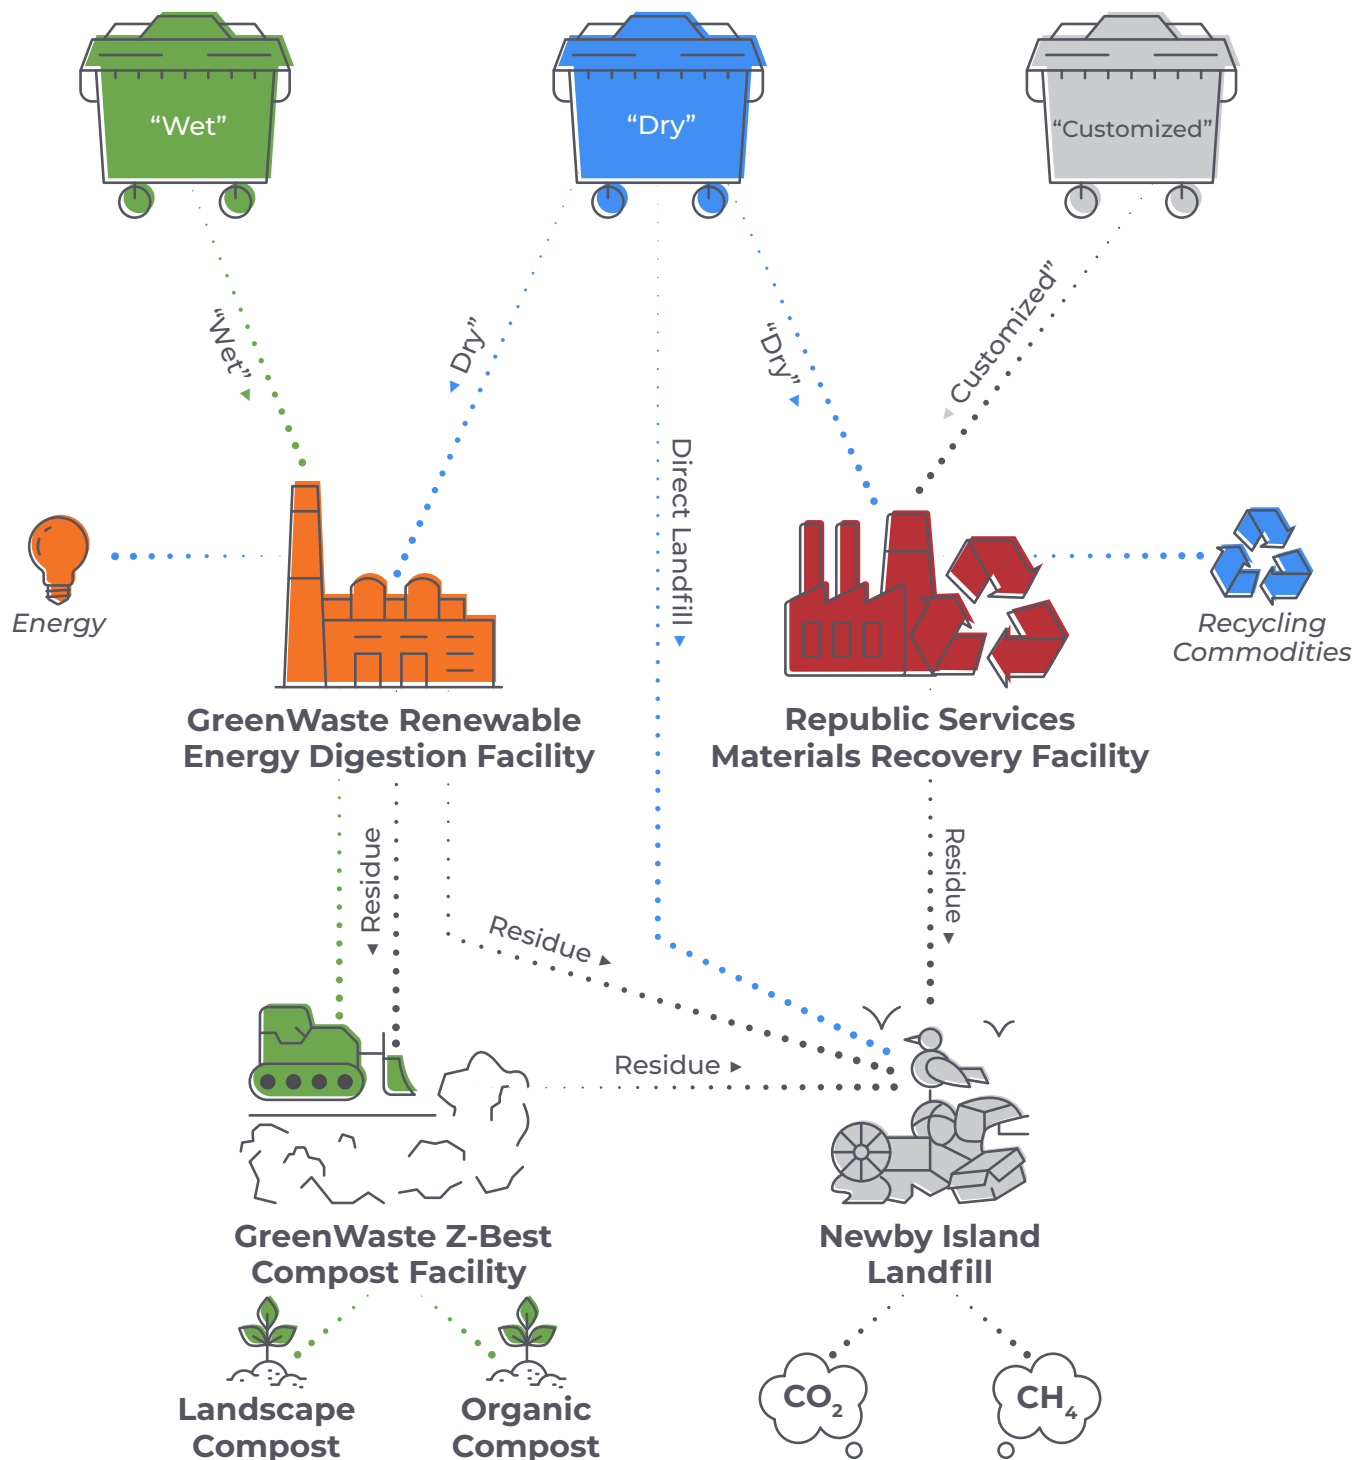 “Wet”
“Dry”
“Customized”
“Wet”
Dry”
“Dry”
Customized”
Direct Landfill
Energy
Recycling
Commodities
GreenWaste Renewable
Energy Digestion Facility
Republic Services
Materials Recovery Facility
Residue
Residue
Residue
Residue
GreenWaste Z-Best
Compost Facility
Newby Island
Landfill
Landscape
Compost
Organic
Compost
CO₂
CH₄